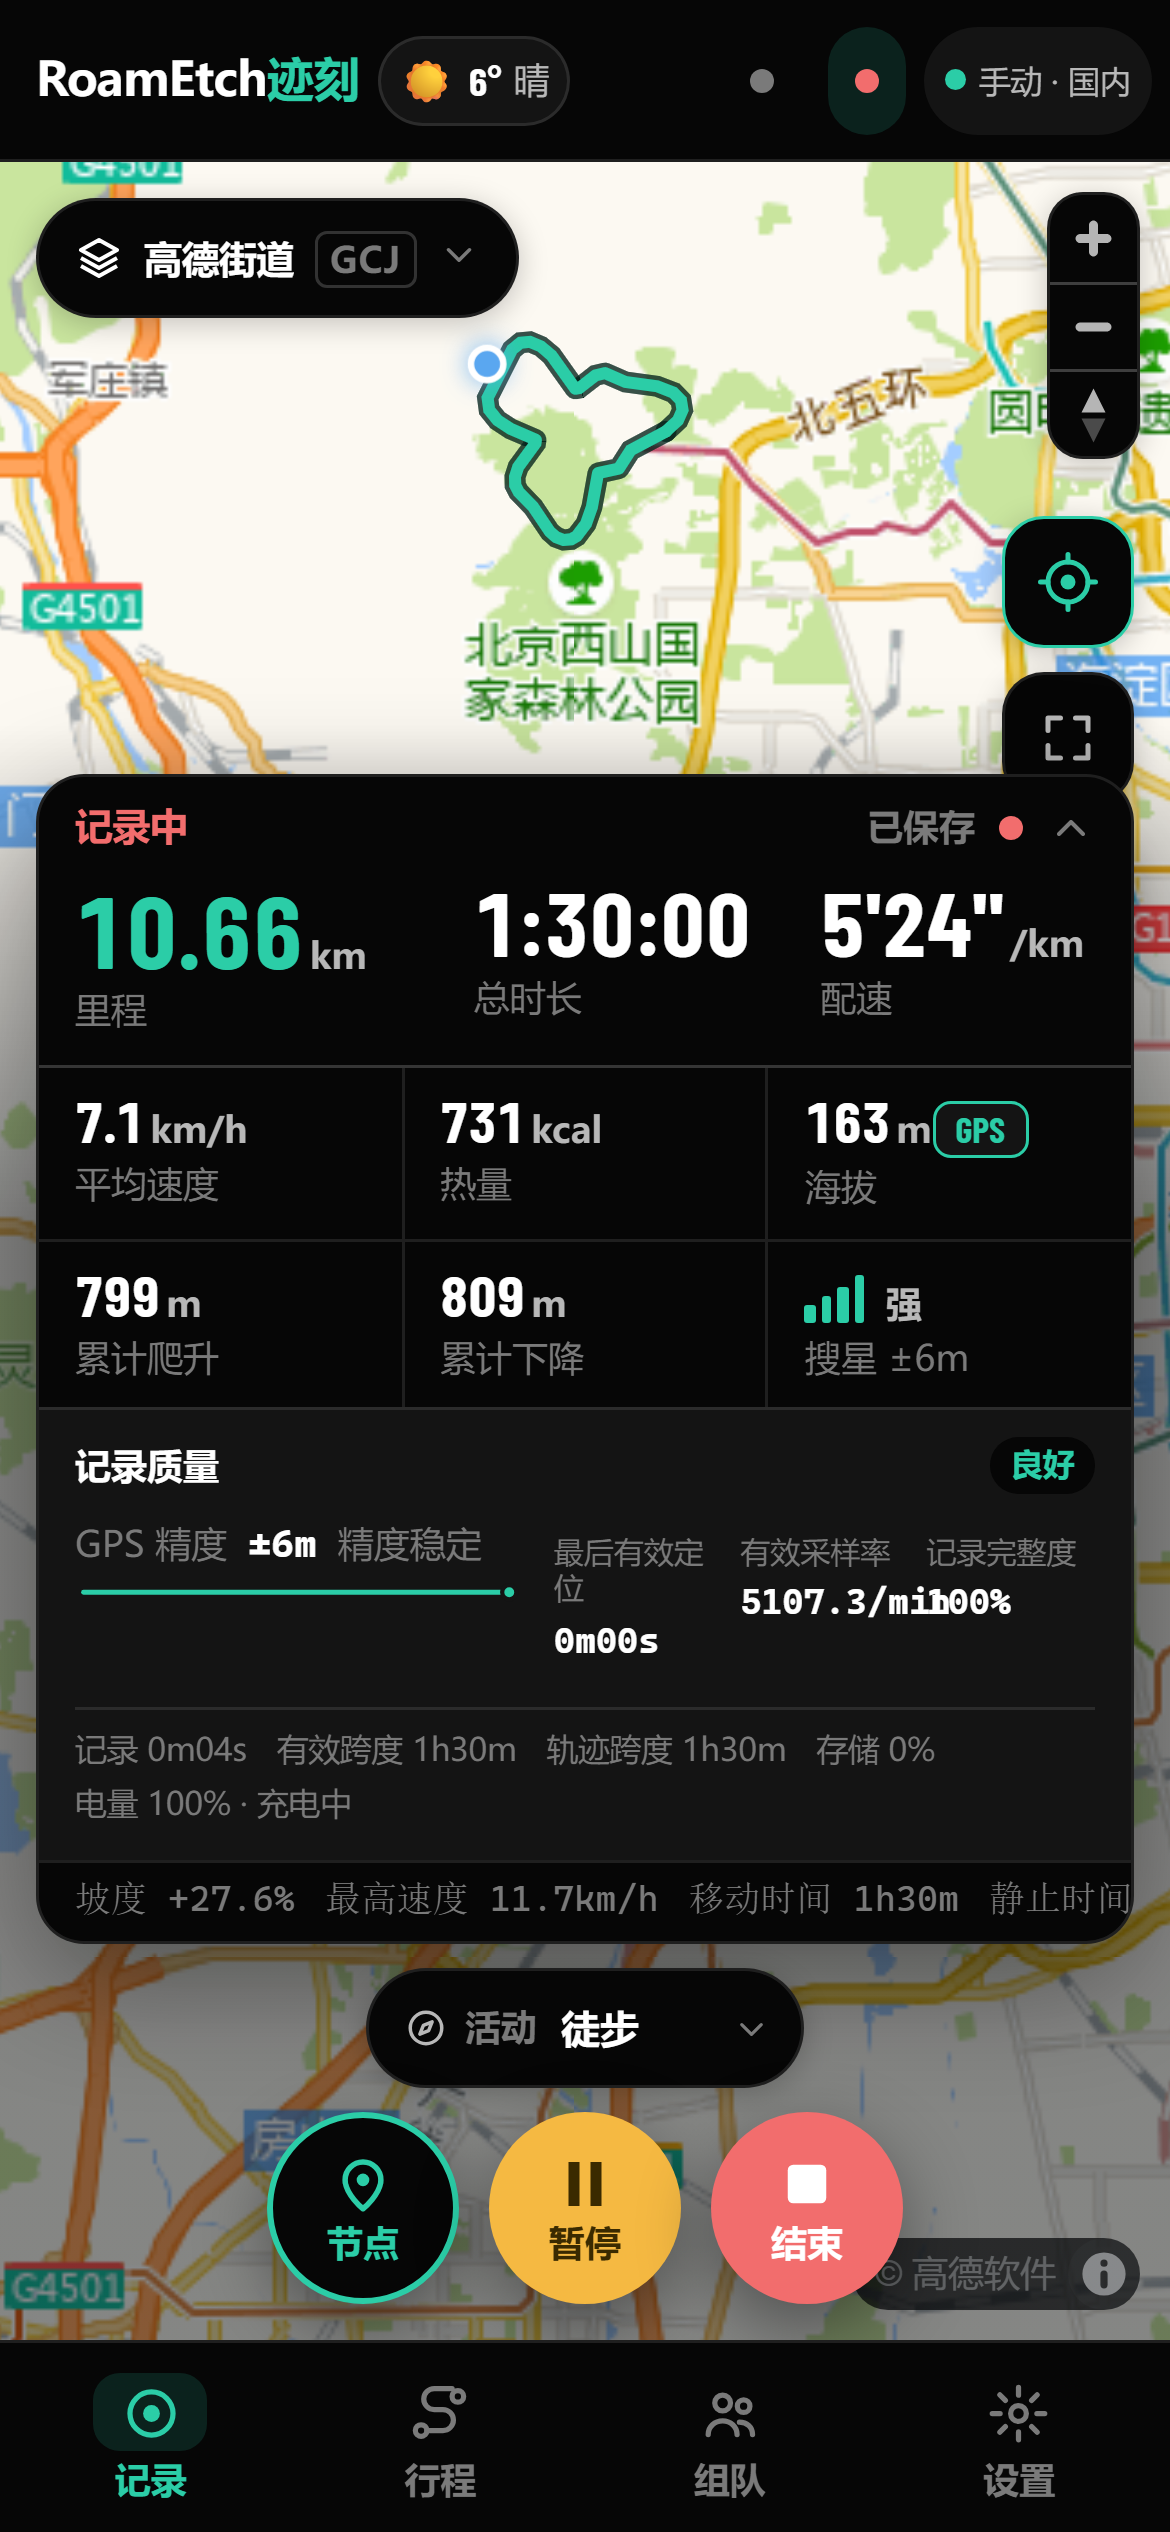 RoamEtch迹刻 6° 晴 手动 · 国内
G4501
高德街道 GCJ
军庄镇
北五环
G4501
北京西山国
家森林公园
记录中 已保存
10.66 km 1:30:00 5'24" /km
里程 总时长 配速
7.1 km/h 731 kcal 163 m GPS
平均速度 热量 海拔
799 m 809 m 强
累计爬升 累计下降 搜星 ±6m
记录质量 良好
GPS 精度 ±6m 精度稳定
最后有效定位 有效采样率 记录完整度
0m00s 5107.3/min 100%
记录 0m04s 有效跨度 1h30m 轨迹跨度 1h30m 存储 0%
电量 100% · 充电中
坡度 +27.6% 最高速度 11.7km/h 移动时间 1h30m 静止时间
活动 徒步
节点 暂停 结束
© 高德软件
G4501
记录 行程 组队 设置